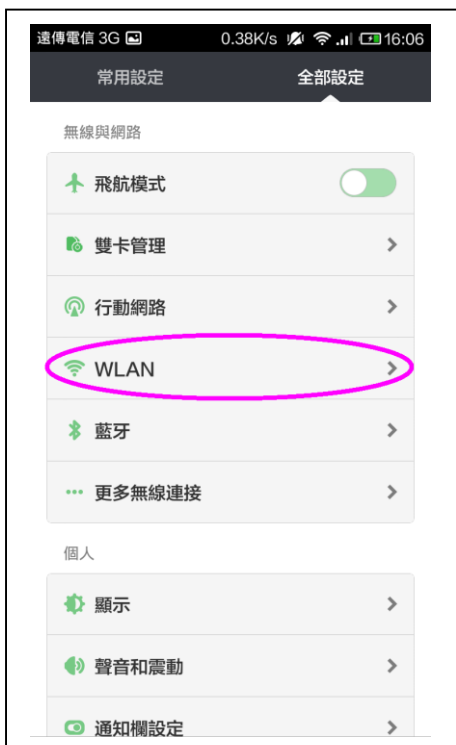 遠傳電信 3G 0.38K/s 16:06
常用設定 全部設定
無線與網路
飛航模式
雙卡管理
行動網路
WLAN
藍牙
更多無線連接
個人
顯示
聲音和震動
通知欄設定